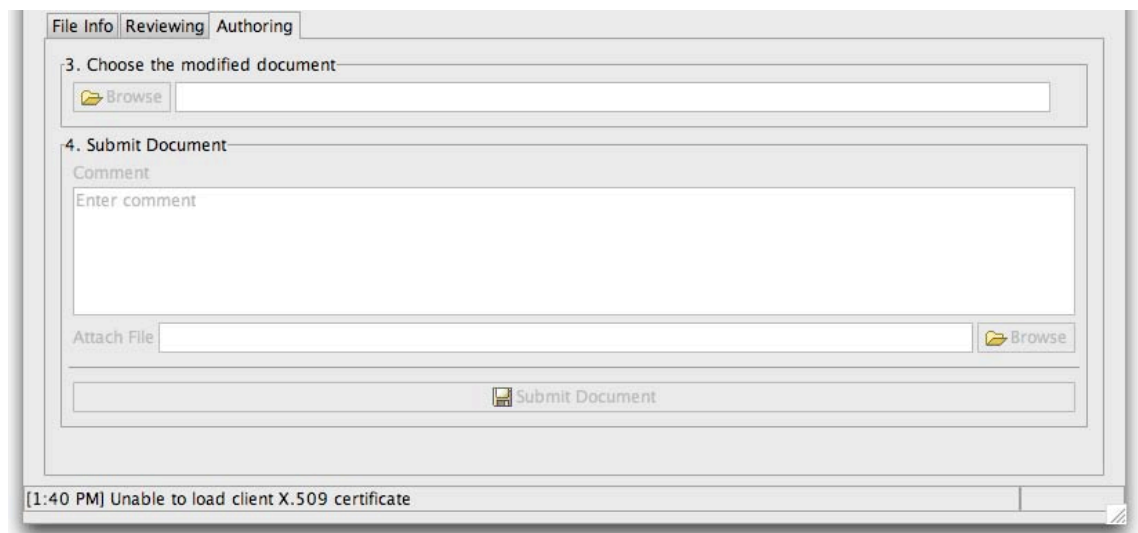 File Info Reviewing Authoring
3. Choose the modified document
Browse
4. Submit Document
Comment
Enter comment
Attach File Browse
Submit Document
[1:40 PM] Unable to load client X.509 certificate